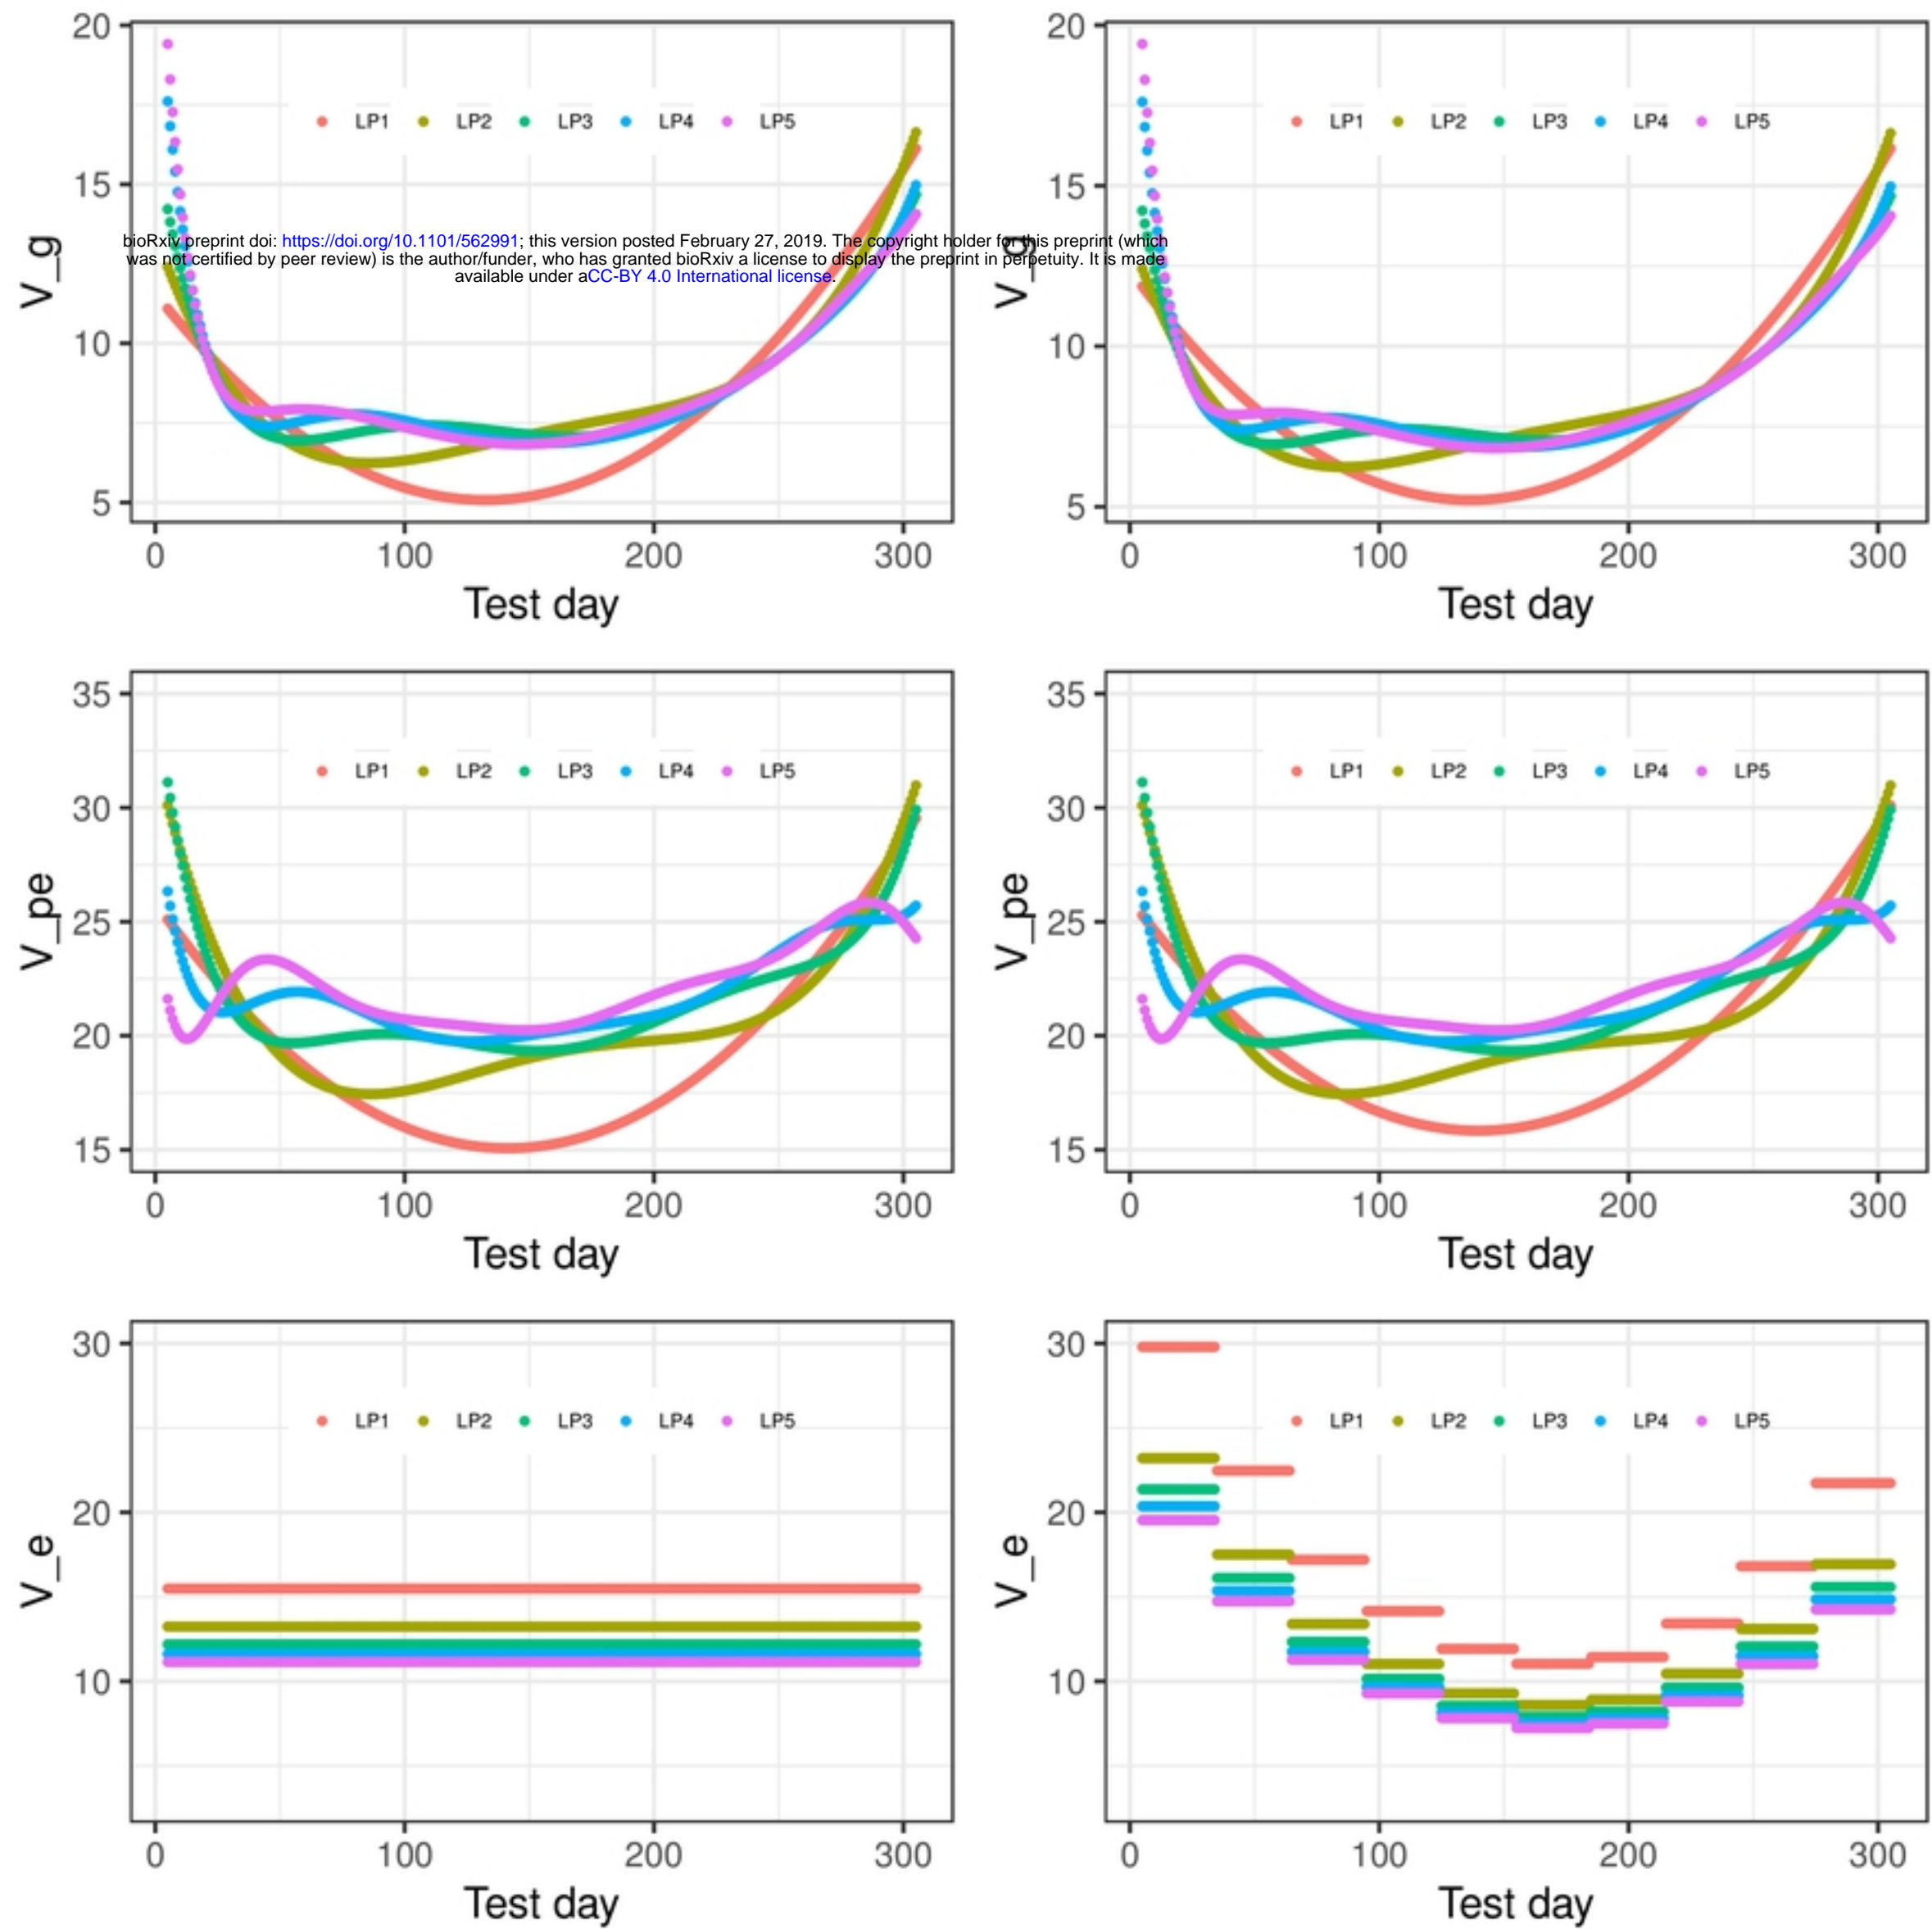 20
15
10
5
V_g
LP1 LP2 LP3 LP4 LP5
0 100 200 300
Test day
20
15
10
5
V_g
LP1 LP2 LP3 LP4 LP5
0 100 200 300
Test day
bioRxiv preprint doi: https://doi.org/10.1101/562991; this version posted February 27, 2019. The copyright holder for this preprint (which
was not certified by peer review) is the author/funder, who has granted bioRxiv a license to display the preprint in perpetuity. It is made
available under aCC-BY 4.0 International license.
35
30
25
20
15
V_pe
LP1 LP2 LP3 LP4 LP5
0 100 200 300
Test day
35
30
25
20
15
V_pe
LP1 LP2 LP3 LP4 LP5
0 100 200 300
Test day
30
20
10
V_e
LP1 LP2 LP3 LP4 LP5
0 100 200 300
Test day
30
20
10
V_e
LP1 LP2 LP3 LP4 LP5
0 100 200 300
Test day